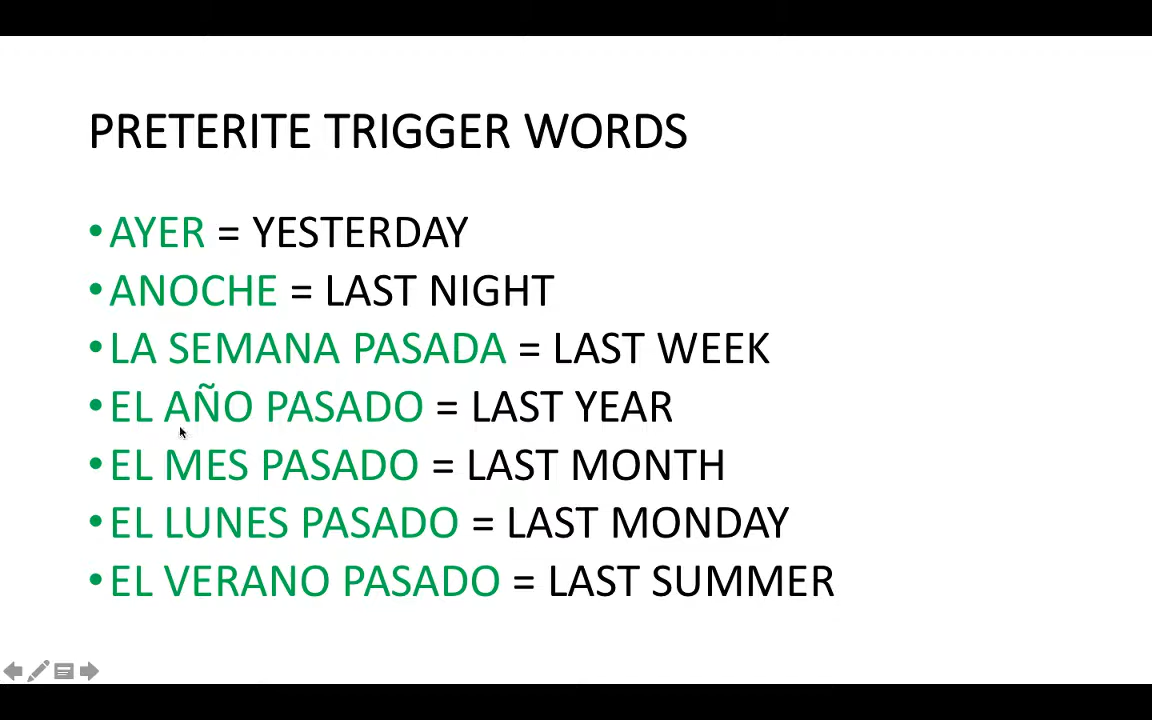 PRETERITE TRIGGER WORDS
•AYER = YESTERDAY
•ANOCHE = LAST NIGHT
•LA SEMANA PASADA = LAST WEEK
•EL AÑO PASADO = LAST YEAR
•EL MES PASADO = LAST MONTH
•EL LUNES PASADO = LAST MONDAY
•EL VERANO PASADO = LAST SUMMER